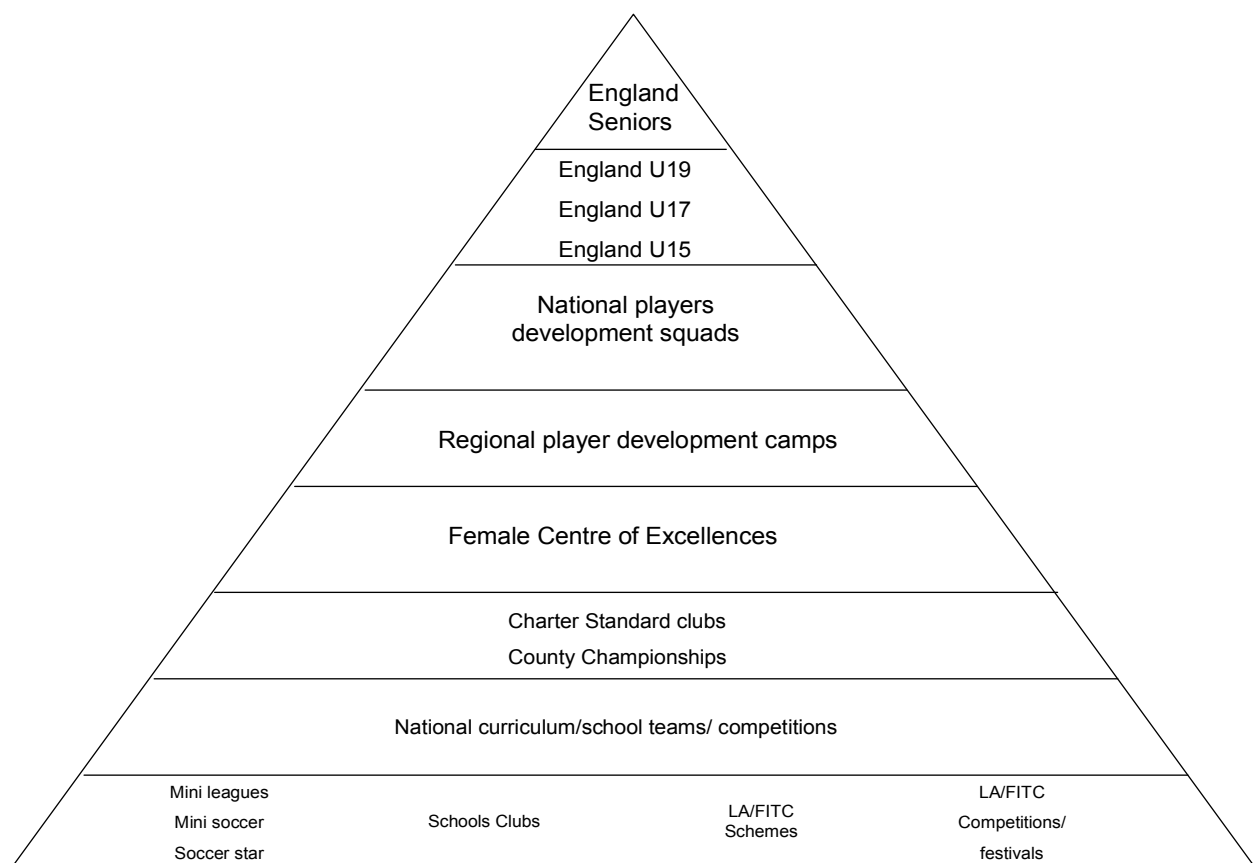 England
Seniors
England U19
England U17
England U15
National players
development squads
Regional player development camps
Female Centre of Excellences
Charter Standard clubs
County Championships
National curriculum/school teams/ competitions
Mini leagues
Mini soccer
Soccer star
Schools Clubs
LA/FITC
Schemes
LA/FITC
Competitions/
festivals